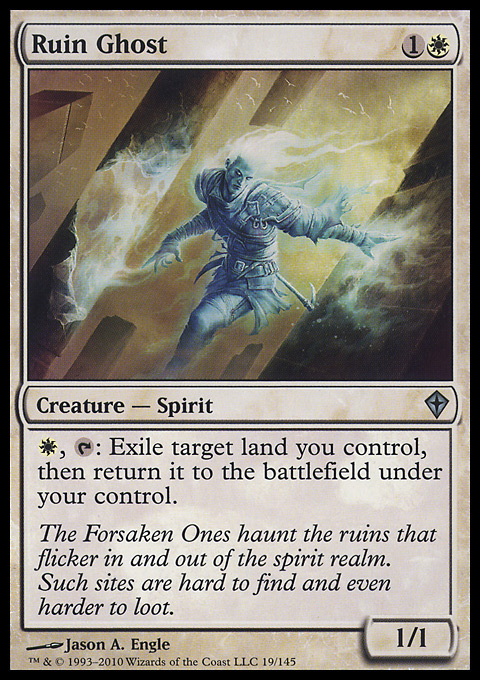 Ruin Ghost 1
Creature — Spirit
, : Exile target land you control,
then return it to the battlefield under
your control.
The Forsaken Ones haunt the ruins that
flicker in and out of the spirit realm.
Such sites are hard to find and even
harder to loot.
Jason A. Engle
1/1
™ & © 1993–2010 Wizards of the Coast LLC 19/145